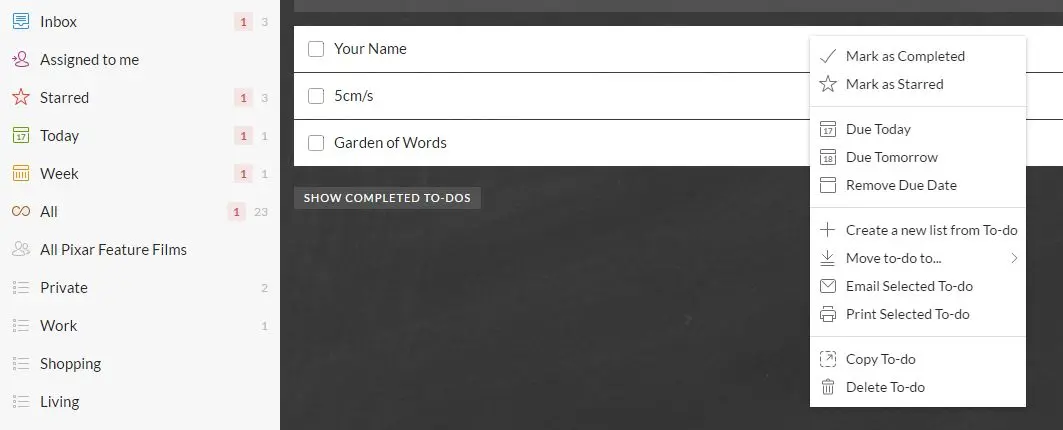 Inbox 1 3
Assigned to me
Starred 1 3
17 Today 1 1
Week 1 1
All 1 23
All Pixar Feature Films
Private 2
Work 1
Shopping
Living
Your Name
5cm/s
Garden of Words
SHOW COMPLETED TO-DOS
Mark as Completed
Mark as Starred
17 Due Today
18 Due Tomorrow
Remove Due Date
Create a new list from To-do
Move to-do to...
Email Selected To-do
Print Selected To-do
Copy To-do
Delete To-do